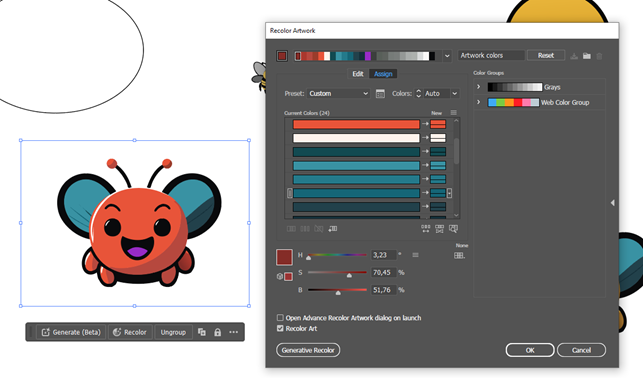 Recolor Artwork
Artwork colors
Reset
Edit
Assign
Color Groups
Preset: Custom
Colors: Auto
Grays
Web Color Group
Current Colors (24)
New
None
H 3,23 °
S 70,45 %
B 51,76 %
Open Advance Recolor Artwork dialog on launch
Recolor Art
Generate (Beta)
Recolor
Ungroup
Generative Recolor
OK
Cancel